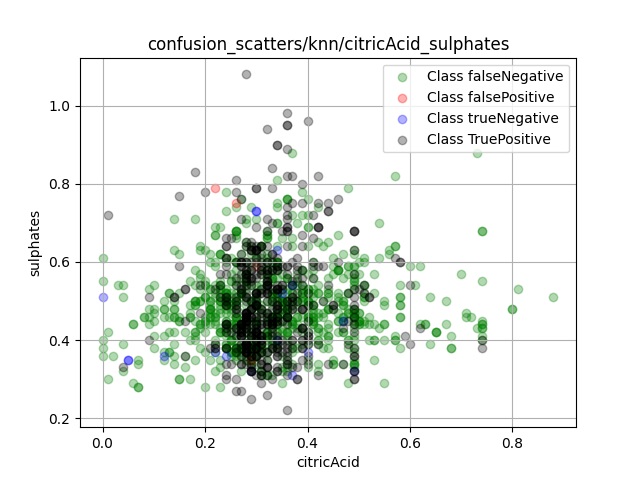 confusion_scatters/knn/citricAcid_sulphates
Class falseNegative
Class falsePositive
Class trueNegative
Class TruePositive
1.0
0.8
0.6
0.4
0.2
sulphates
0.0 0.2 0.4 0.6 0.8
citricAcid